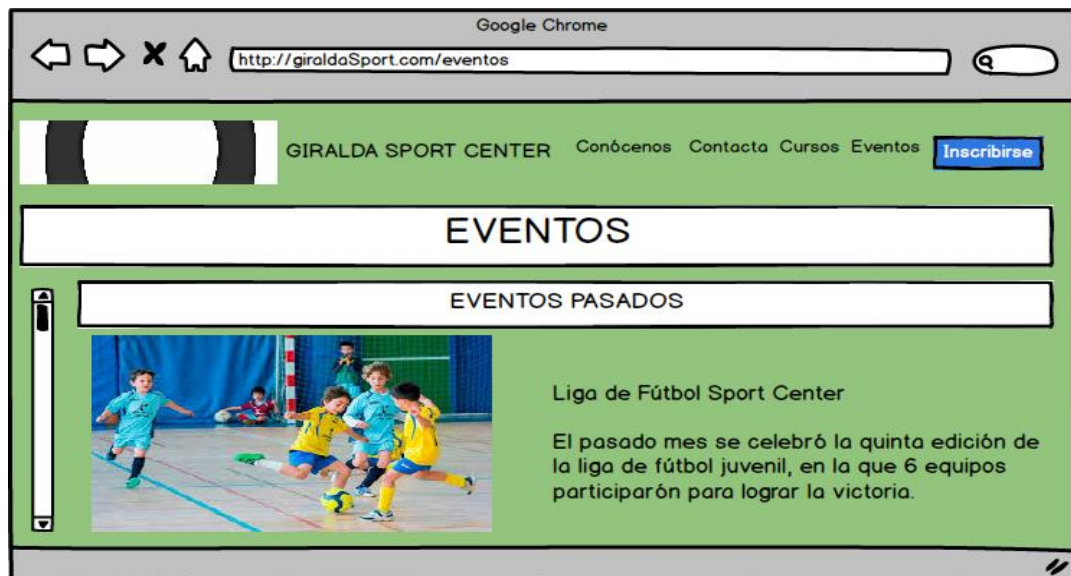 Google Chrome
http://giraldaSport.com/eventos
GIRALDA SPORT CENTER Conócenos Contacta Cursos Eventos Inscribirse
EVENTOS
EVENTOS PASADOS
Liga de Fútbol Sport Center
El pasado mes se celebró la quinta edición de
la liga de fútbol juvenil, en la que 6 equipos
participarón para lograr la victoria.